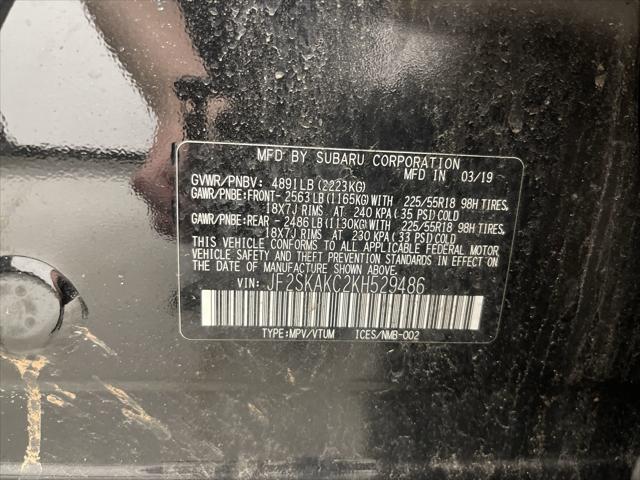 MFD BY SUBARU CORPORATION
MFD IN 03/19
GVWR/PNBV: 4891LB (2223KG)
GAWR/PNBE:FRONT- 2563LB (1165KG) WITH 225/55R18 98H TIRES,
18X7J RIMS AT 240 KPA (35 PSI) COLD
GAWR/PNBE:REAR - 2486LB (1130KG) WITH 225/55R18 98H TIRES,
18X7J RIMS AT 230 KPA (33 PSI) COLD
THIS VEHICLE CONFORMS TO ALL APPLICABLE FEDERAL MOTOR
VEHICLE SAFETY AND THEFT PREVENTION STANDARDS IN EFFECT ON
THE DATE OF MANUFACTURE SHOWN ABOVE.
VIN: JF2SKAKC2KH529486
TYPE:MPV/VTUM ICES/NMB-002